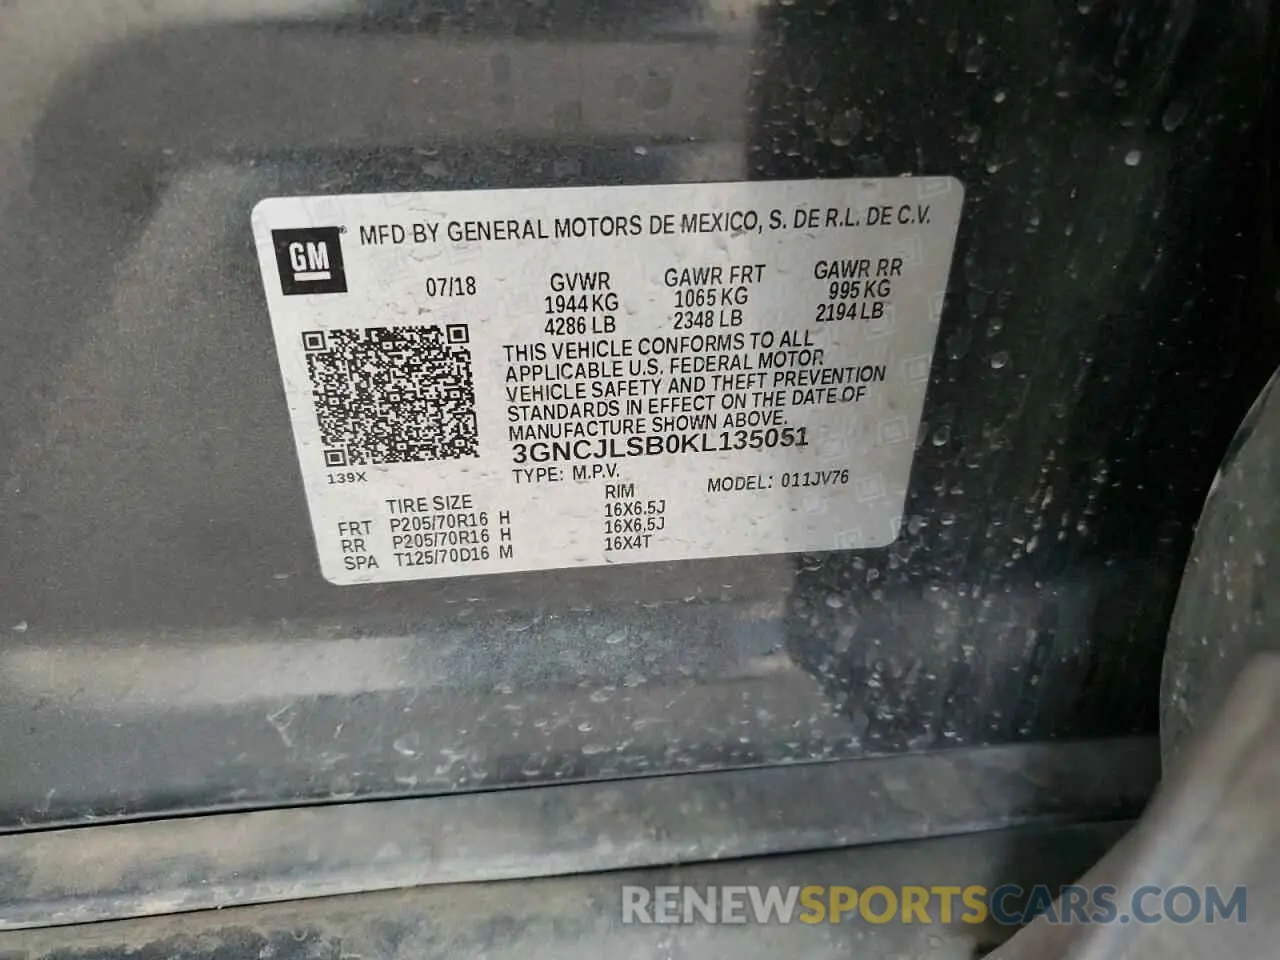 MFD BY GENERAL MOTORS DE MEXICO, S. DE R.L. DE C.V.
GM ®
07/18
GVWR GAWR FRT GAWR RR
1944 KG 1065 KG 995 KG
4286 LB 2348 LB 2194 LB
THIS VEHICLE CONFORMS TO ALL
APPLICABLE U.S. FEDERAL MOTOR
VEHICLE SAFETY AND THEFT PREVENTION
STANDARDS IN EFFECT ON THE DATE OF
MANUFACTURE SHOWN ABOVE.
3GNCJLSB0KL135051
139X
TYPE: M.P.V. MODEL: 011JV76
TIRE SIZE RIM
FRT P205/70R16 H 16X6.5J
RR P205/70R16 H 16X6.5J
SPA T125/70D16 M 16X4T
RENEWSPORTSCARS.COM